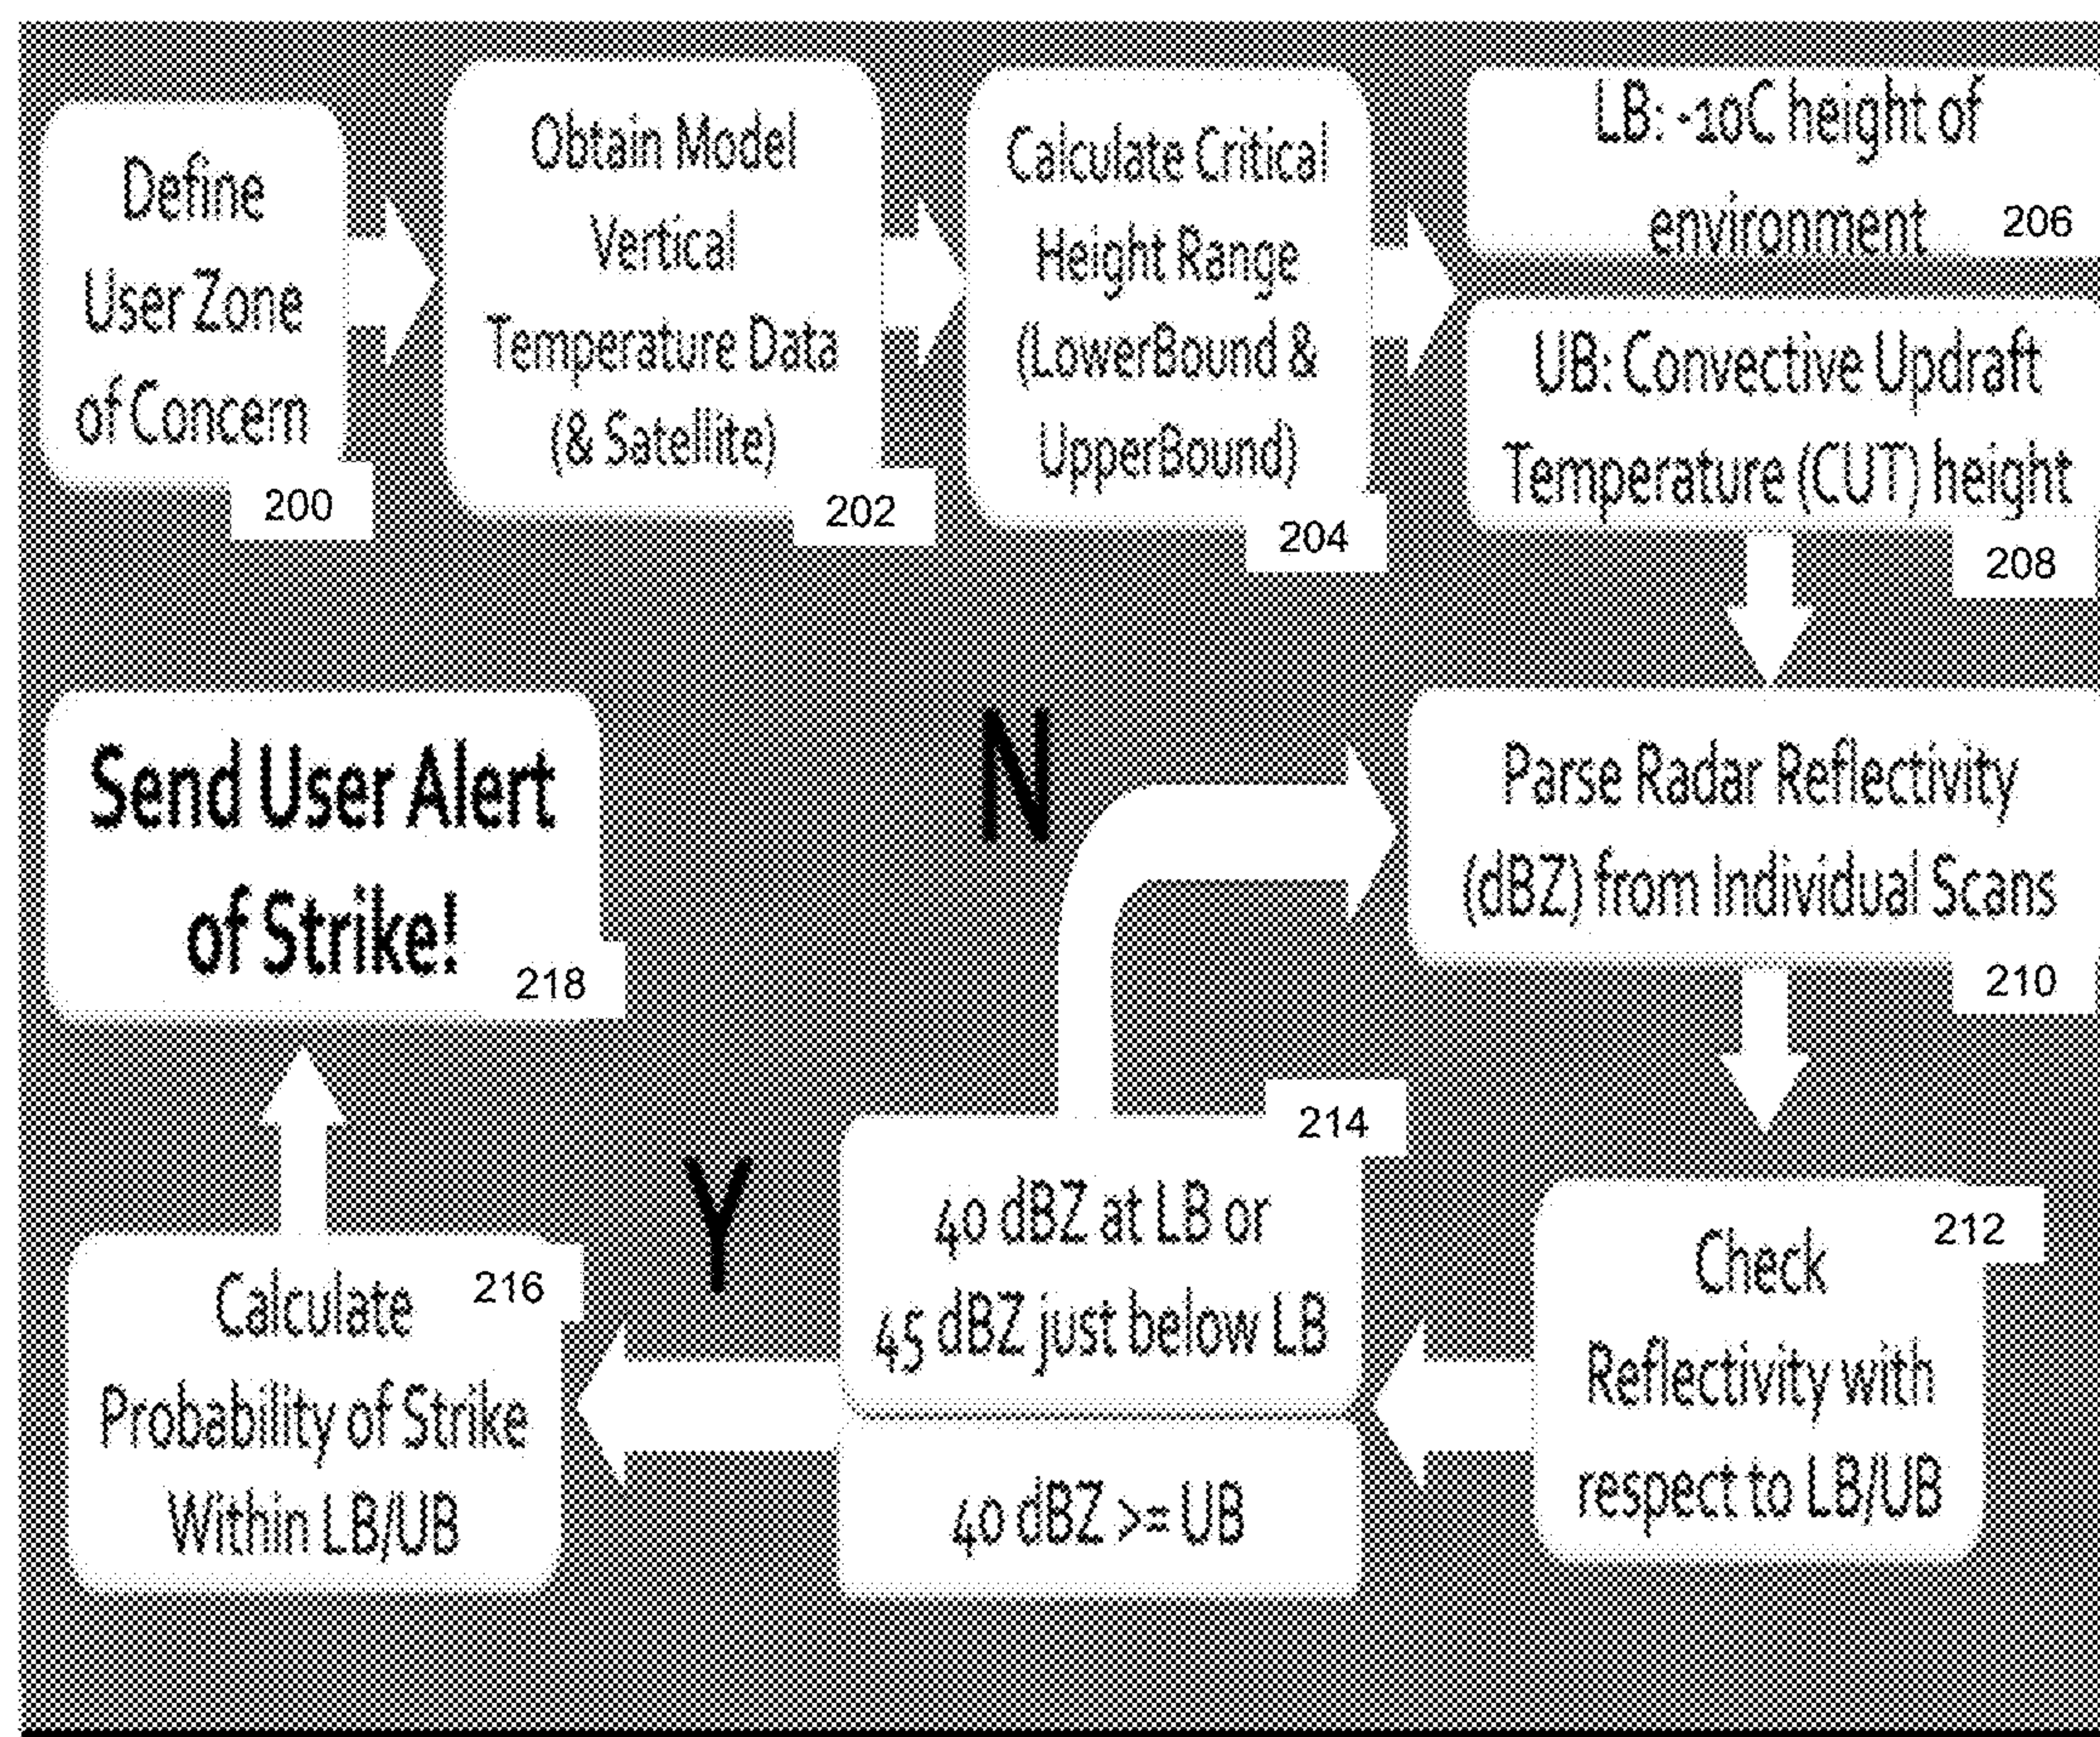 Define
User Zone
of Concern
200
Obtain Model
Vertical
Temperature Data
(& Satellite)
202
Calculate Critical
Height Range
(LowerBound &
UpperBound)
204
LB: -10C height of
environment
206
UB: Convective Updraft
Temperature (CUT) height
208
Send User Alert
of Strike!
218
N
Parse Radar Reflectivity
(dBZ) from Individual Scans
210
Y
214
40 dBZ at LB or
45 dBZ just below LB
40 dBZ >= UB
212
Check
Reflectivity with
respect to LB/UB
216
Calculate
Probability of Strike
Within LB/UB